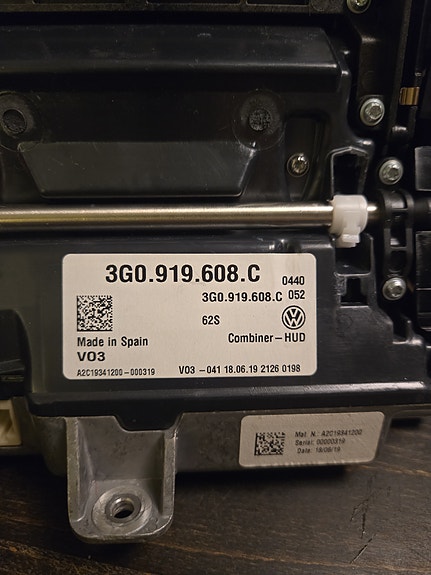 3G0.919.608.C 0440
3G0.919.608.C 052
62S
Made in Spain Combiner-HUD
V03
A2C19341200-000319 V03 -041 18.06.19 2126 0198
Mat. N.: A2C19341200
Serial: 00000319
Date: 18/06/19